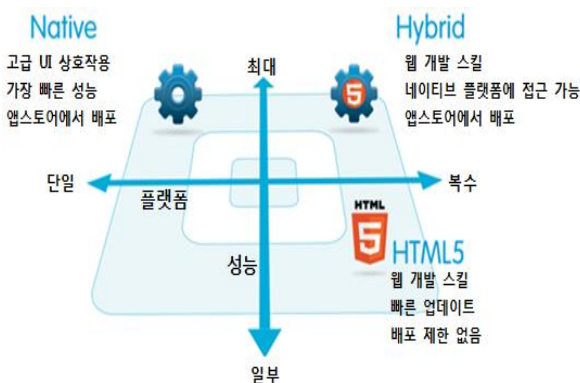 Native
고급 UI 상호작용
가장 빠른 성능
앱스토어에서 배포
Hybrid
웹 개발 스킬
네이티브 플랫폼에 접근 가능
앱스토어에서 배포
최대
5
단일
플랫폼
복수
성능
HTML
5
HTML5
웹 개발 스킬
빠른 업데이트
배포 제한 없음
일부